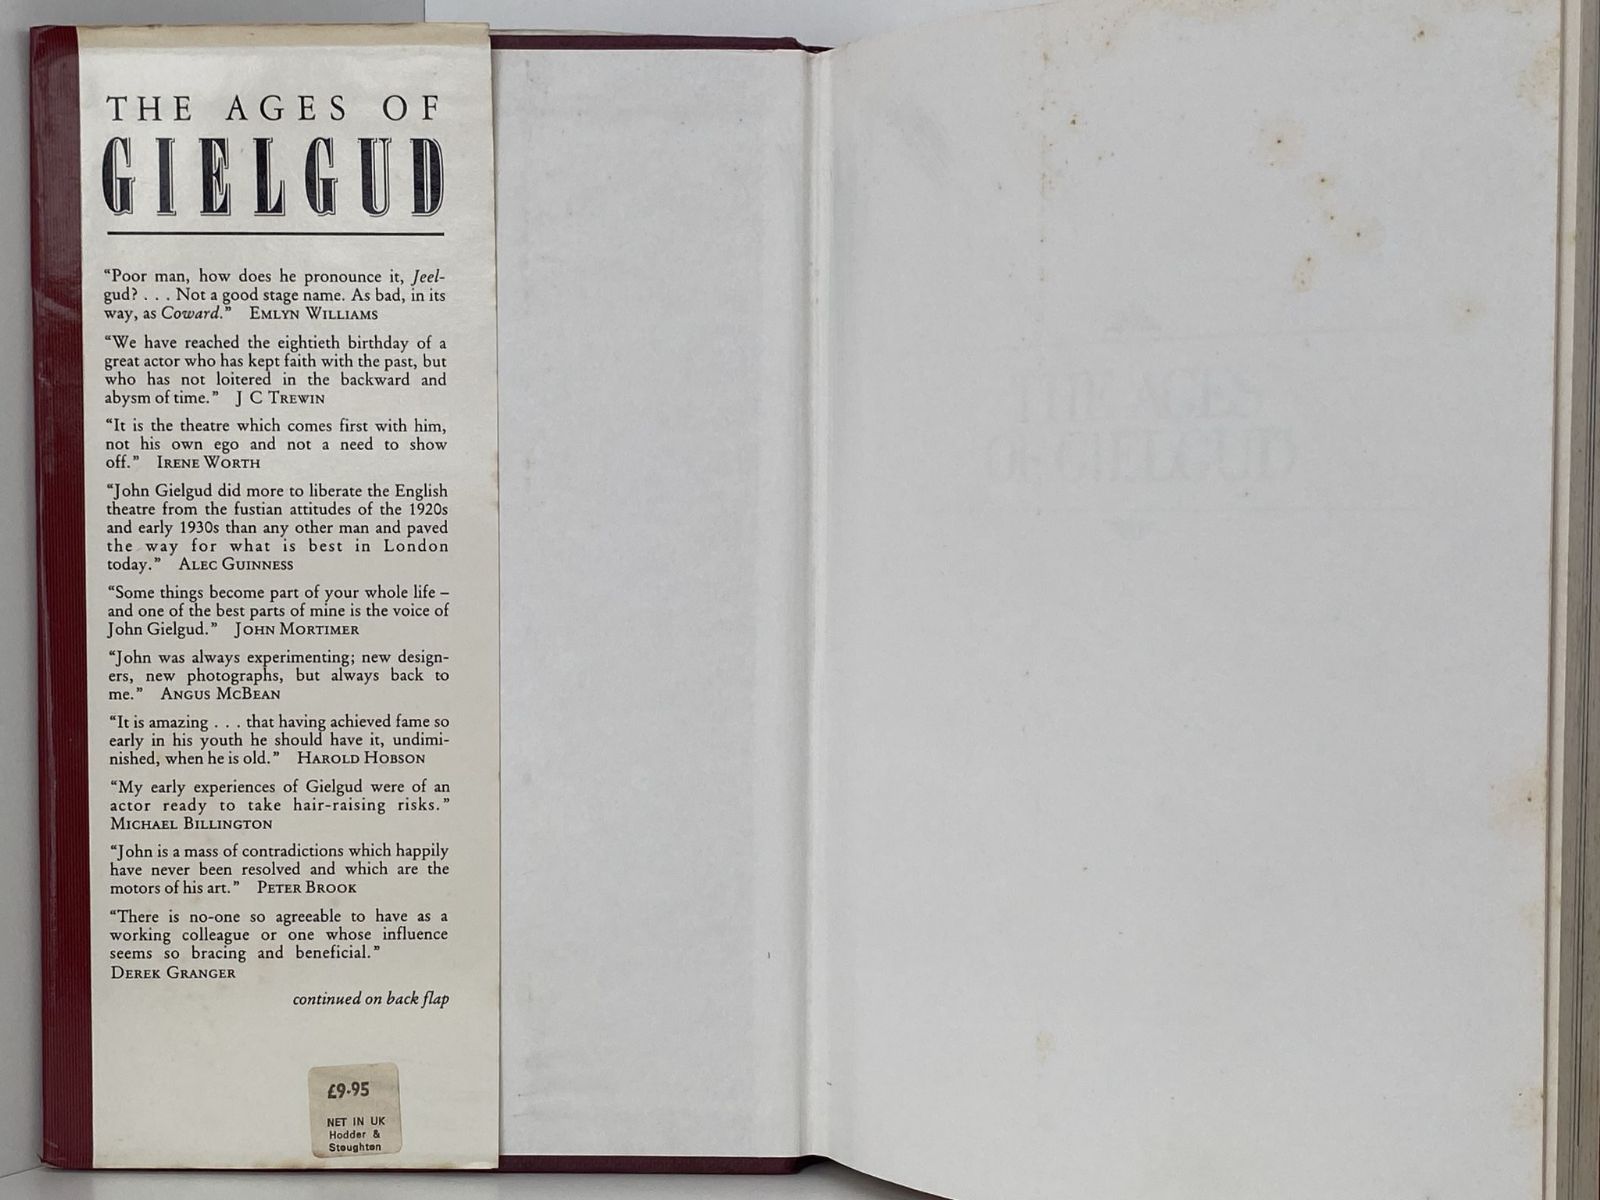 THE AGES OF
GIELGUD
“Poor man, how does he pronounce it, Jeel-
gud? . . . Not a good stage name. As bad, in its
way, as Coward.” EMLYN WILLIAMS
“We have reached the eightieth birthday of a
great actor who has kept faith with the past, but
who has not loitered in the backward and
abysm of time.” J C TREWIN
“It is the theatre which comes first with him,
not his own ego and not a need to show
off.” IRENE WORTH
“John Gielgud did more to liberate the English
theatre from the fustian attitudes of the 1920s
and early 1930s than any other man and paved
the way for what is best in London
today.” ALEC GUINNESS
“Some things become part of your whole life –
and one of the best parts of mine is the voice of
John Gielgud.” JOHN MORTIMER
“John was always experimenting; new design-
ers, new photographs, but always back to
me.” ANGUS MCBEAN
“It is amazing . . . that having achieved fame so
early in his youth he should have it, undimi-
nished, when he is old.” HAROLD HOBSON
“My early experiences of Gielgud were of an
actor ready to take hair-raising risks.”
MICHAEL BILLINGTON
“John is a mass of contradictions which happily
have never been resolved and which are the
motors of his art.” PETER BROOK
“There is no-one so agreeable to have as a
working colleague or one whose influence
seems so bracing and beneficial.”
DEREK GRANGER
continued on back flap
£9·95
NET IN UK
Hodder &
Stoughton
THE AGES
OF GIELGUD